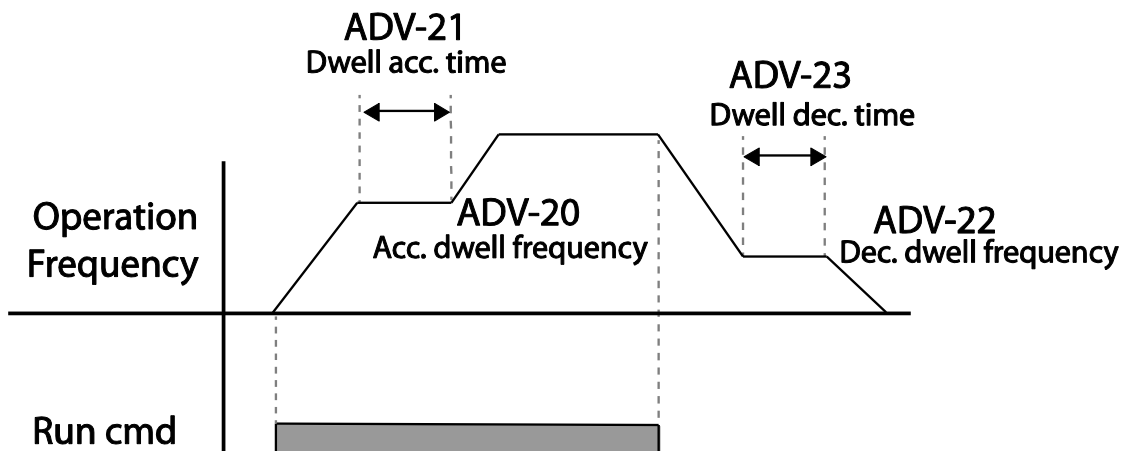 ADV-21
Dwell acc. time
ADV-23
Dwell dec. time
Operation
Frequency
ADV-20
Acc. dwell frequency
ADV-22
Dec. dwell frequency
Run cmd